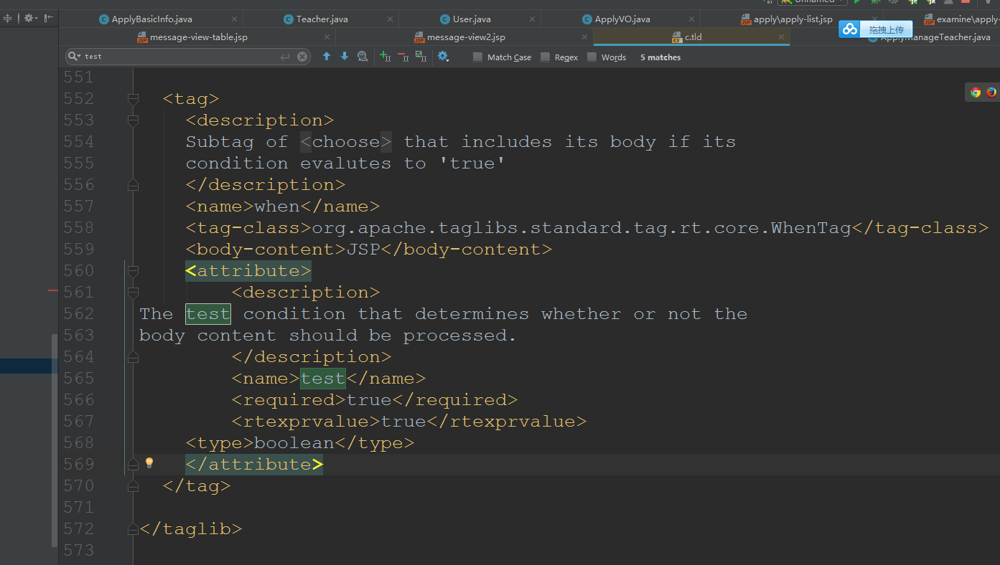 Unnamed
ApplyBasicInfo.java
Teacher.java
User.java
ApplyVO.java
apply\apply-list.jsp
examine\apply-
message-view-table.jsp
message-view2.jsp
c.tld
拖拽上传
ApplyManageTeacher.java
test
Match Case
Regex
Words
5 matches
551
552 <tag>
553 <description>
554 Subtag of <choose> that includes its body if its
555 condition evalutes to 'true'
556 </description>
557 <name>when</name>
558 <tag-class>org.apache.taglibs.standard.tag.rt.core.WhenTag</tag-class>
559 <body-content>JSP</body-content>
560 <attribute>
561 <description>
562 The test condition that determines whether or not the
563 body content should be processed.
564 </description>
565 <name>test</name>
566 <required>true</required>
567 <rtexprvalue>true</rtexprvalue>
568 <type>boolean</type>
569 </attribute>
570 </tag>
571
572 </taglib>
573